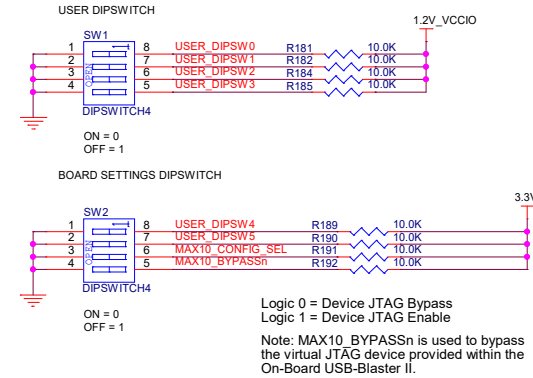 USER DIPSWITCH
1.2V_VCCIO
SW1
1 8 USER_DIPSW0 R181 10.0K
2 7 USER_DIPSW1 R182 10.0K
3 6 USER_DIPSW2 R184 10.0K
4 5 USER_DIPSW3 R185 10.0K
OPEN
DIPSWITCH4
ON = 0
OFF = 1
BOARD SETTINGS DIPSWITCH
3.3V
SW2
1 8 USER_DIPSW4 R189 10.0K
2 7 USER_DIPSW5 R190 10.0K
3 6 MAX10_CONFIG_SEL R191 10.0K
4 5 MAX10_BYPASSn R192 10.0K
OPEN
DIPSWITCH4
ON = 0
OFF = 1
Logic 0 = Device JTAG Bypass
Logic 1 = Device JTAG Enable
Note: MAX10_BYPASSn is used to bypass
the virtual JTAG device provided within the
On-Board USB-Blaster II.